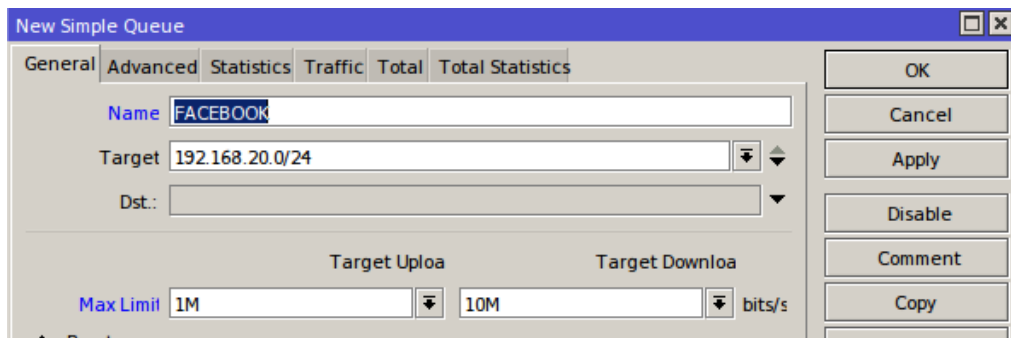 New Simple Queue
General Advanced Statistics Traffic Total Total Statistics
OK
Name FACEBOOK
Cancel
Target 192.168.20.0/24
Apply
Dst.:
Disable
Target Uploa Target Downloa
Comment
Max Limit 1M 10M bits/s
Copy